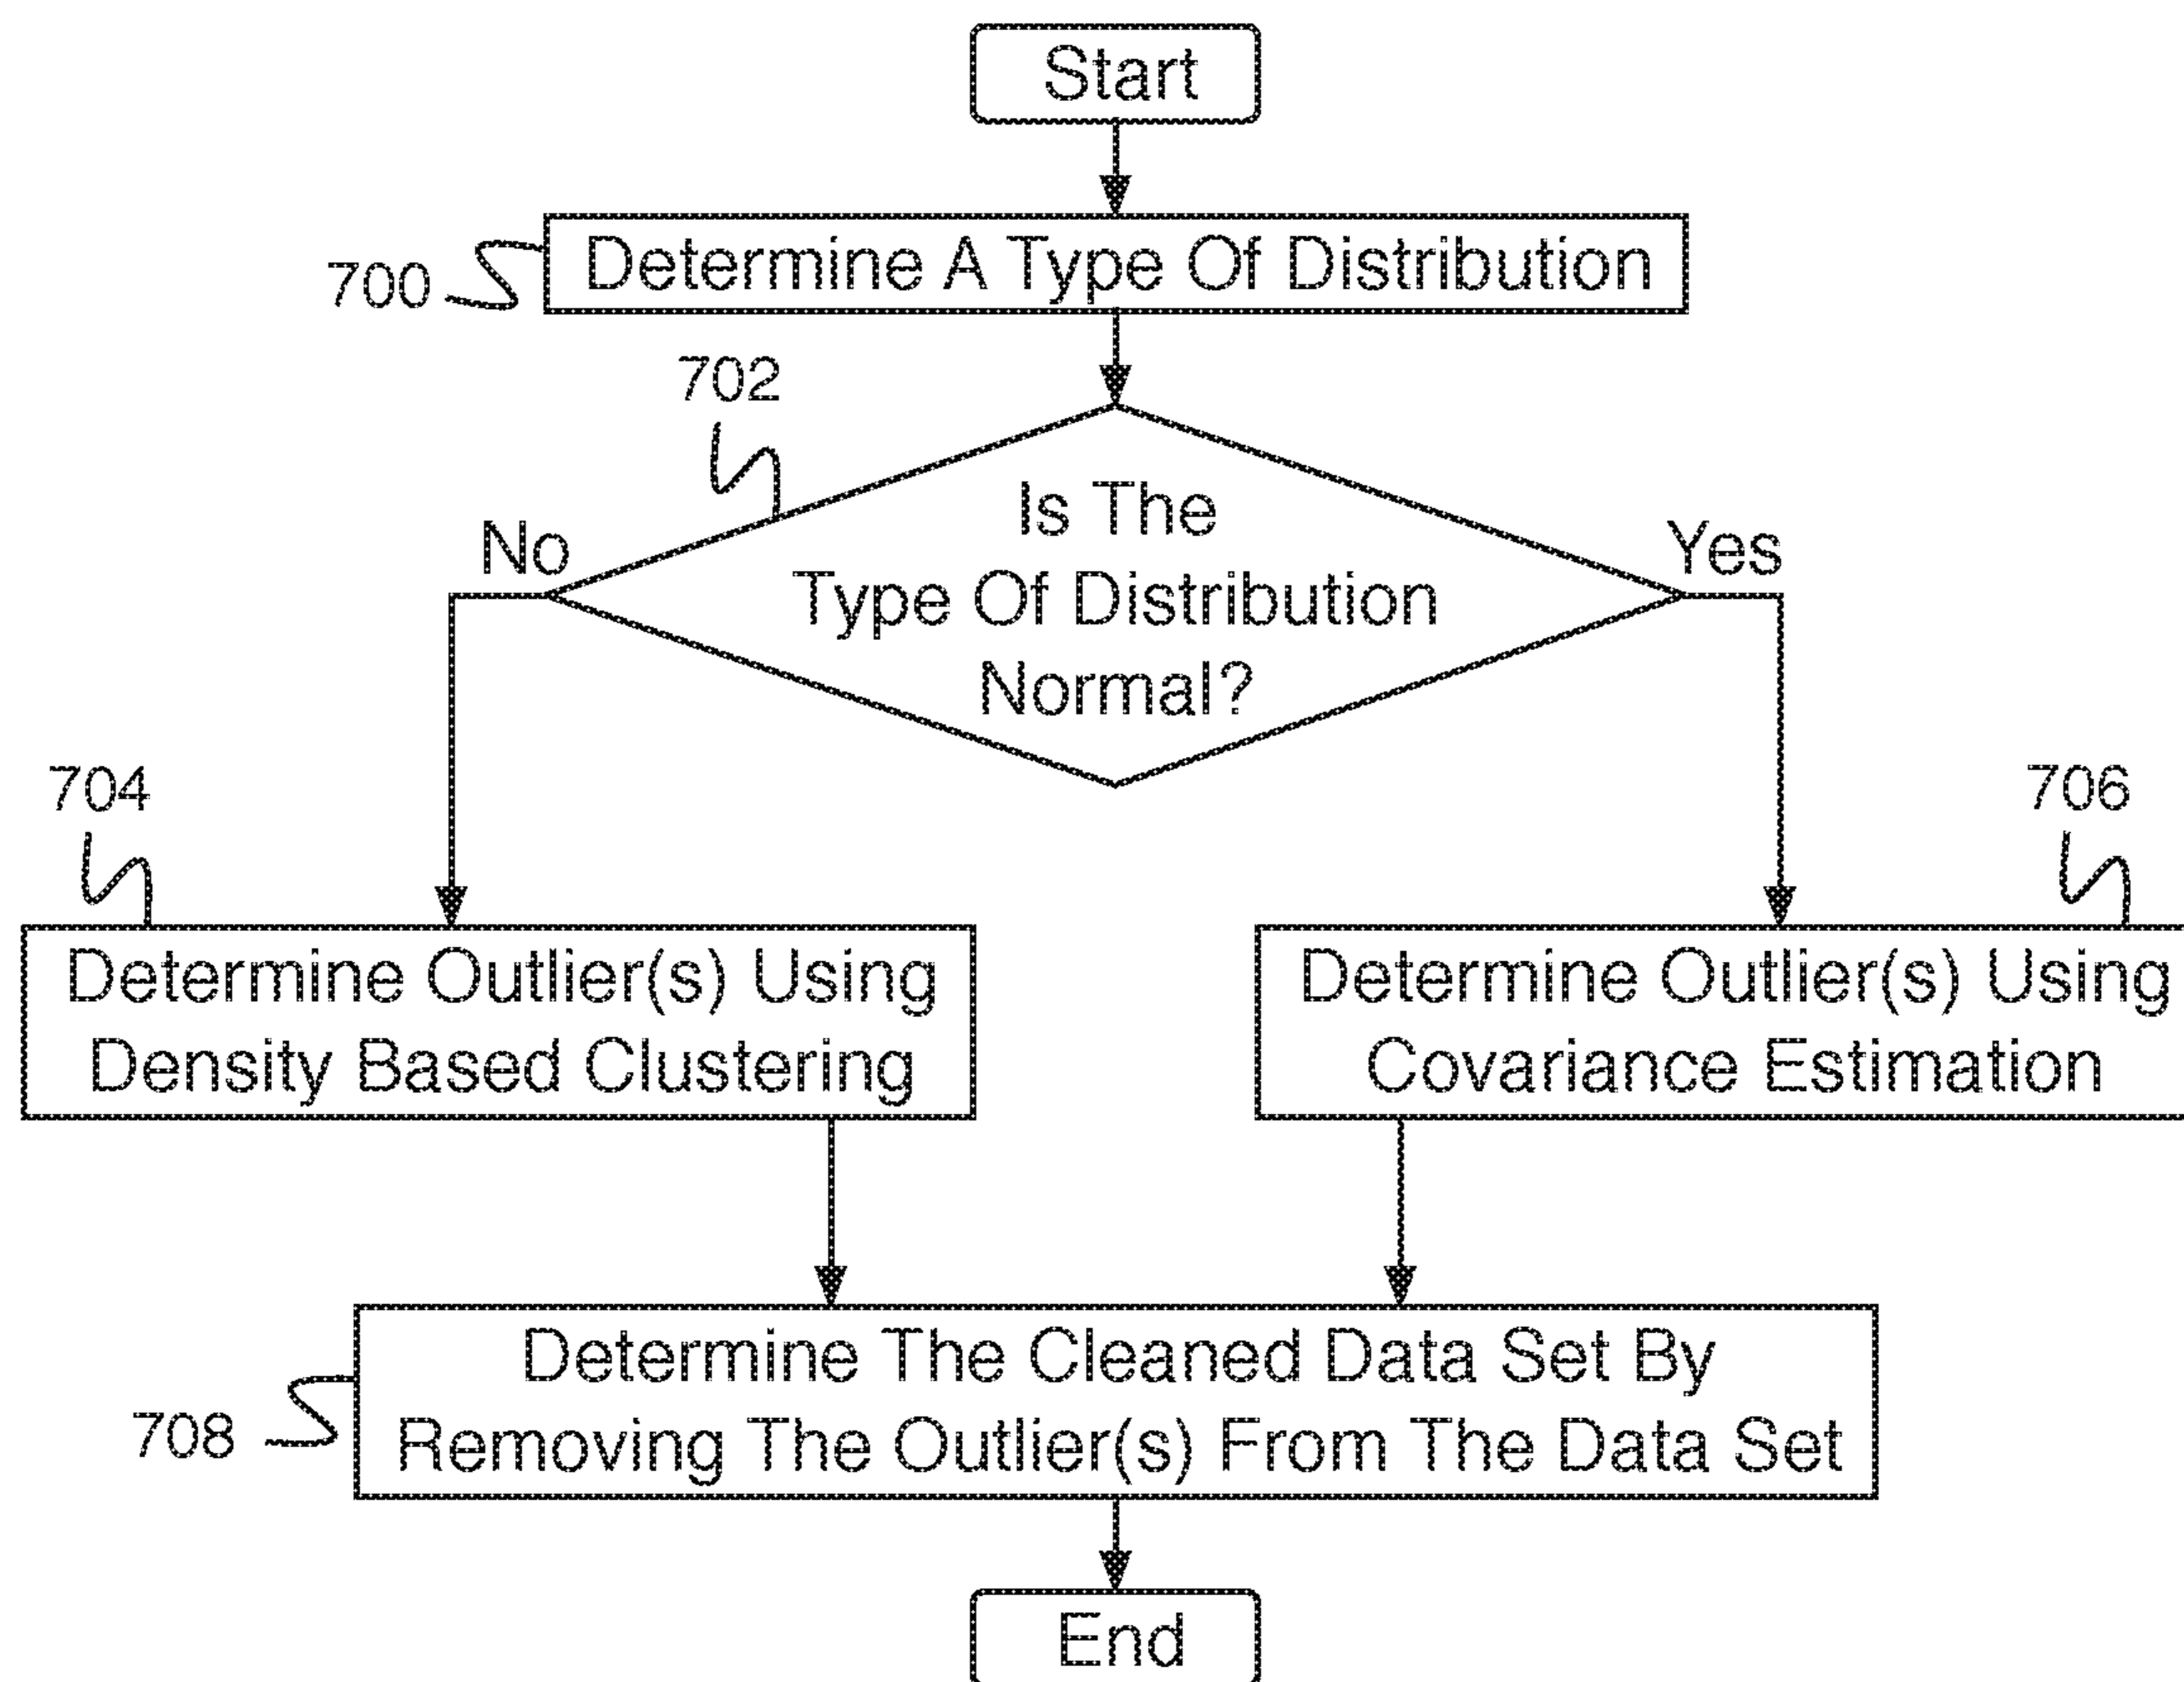 Start
700
Determine A Type Of Distribution
702
Is The
Type Of Distribution
Normal?
No
Yes
704
Determine Outlier(s) Using
Density Based Clustering
706
Determine Outlier(s) Using
Covariance Estimation
708
Determine The Cleaned Data Set By
Removing The Outlier(s) From The Data Set
End